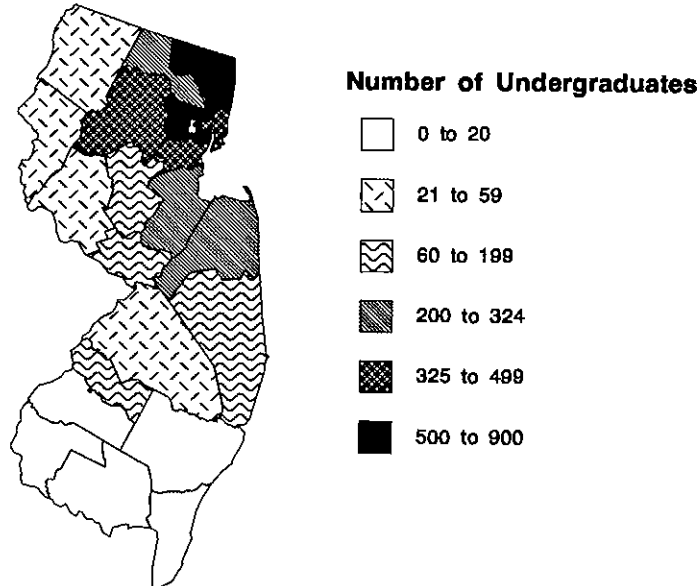 Number of Undergraduates
0 to 20
21 to 59
60 to 199
200 to 324
325 to 499
500 to 900